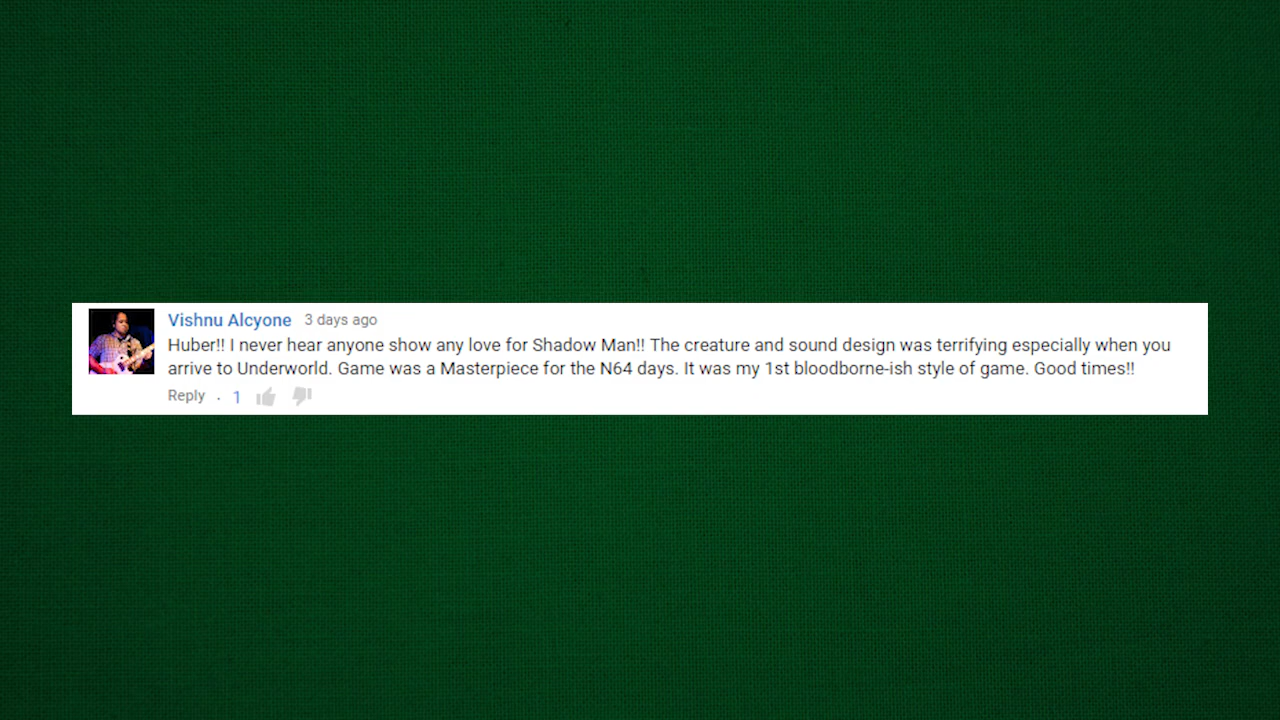 Vishnu Alcyone 3 days ago
Huber!! I never hear anyone show any love for Shadow Man!! The creature and sound design was terrifying especially when you
arrive to Underworld. Game was a Masterpiece for the N64 days. It was my 1st bloodborne-ish style of game. Good times!!
Reply . 1